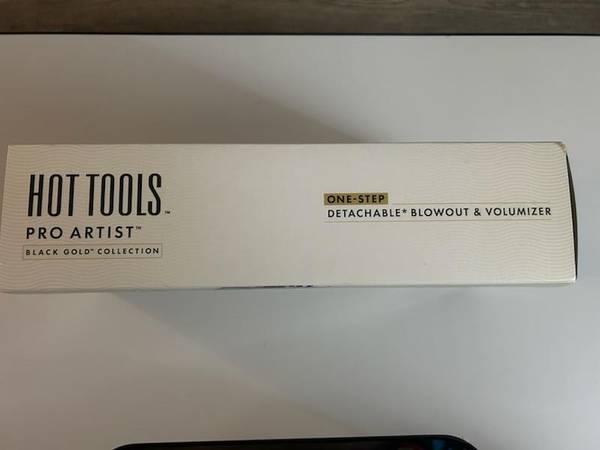 HOT TOOLS™
PRO ARTIST™
BLACK GOLD™ COLLECTION
ONE-STEP
DETACHABLE* BLOWOUT & VOLUMIZER